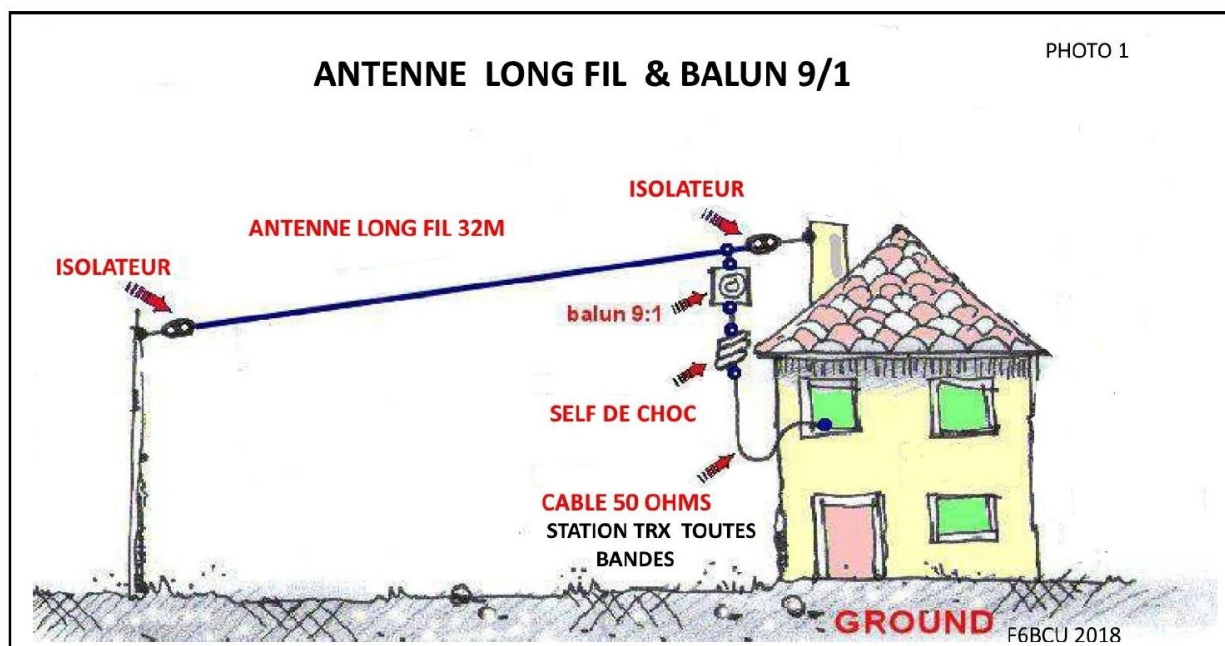 PHOTO 1
ANTENNE LONG FIL & BALUN 9/1
ISOLATEUR
ANTENNE LONG FIL 32M
ISOLATEUR
balun 9:1
SELF DE CHOC
CABLE 50 OHMS
STATION TRX TOUTES
BANDES
GROUND
F6BCU 2018